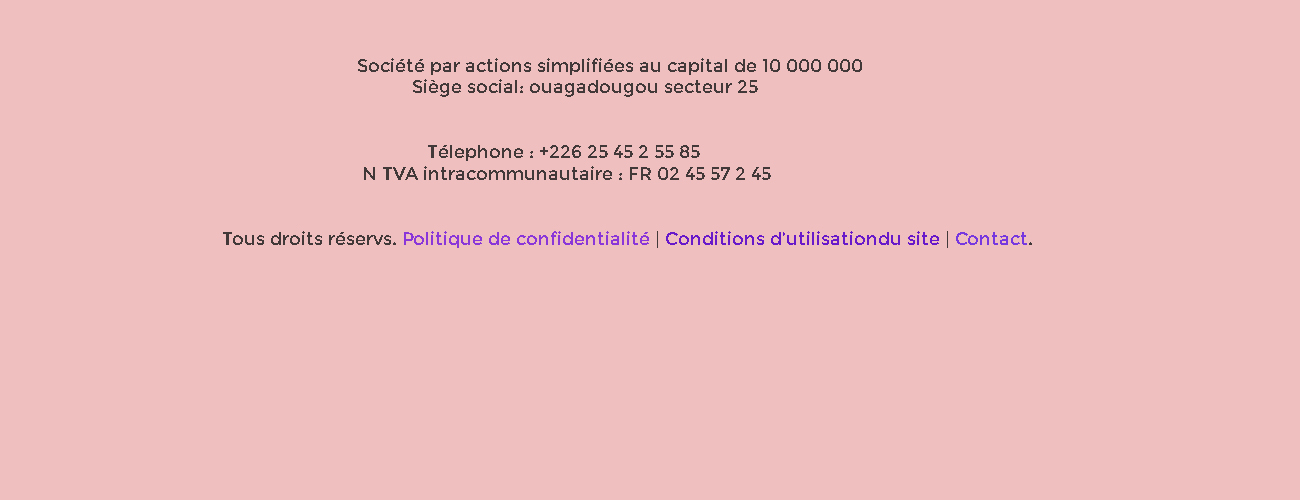 Société par actions simplifiées au capital de 10 000 000
Siège social: ouagadougou secteur 25
Télephone : +226 25 45 2 55 85
N TVA intracommunautaire : FR 02 45 57 2 45
Tous droits réservs. Politique de confidentialité | Conditions d'utilisationdu site | Contact.